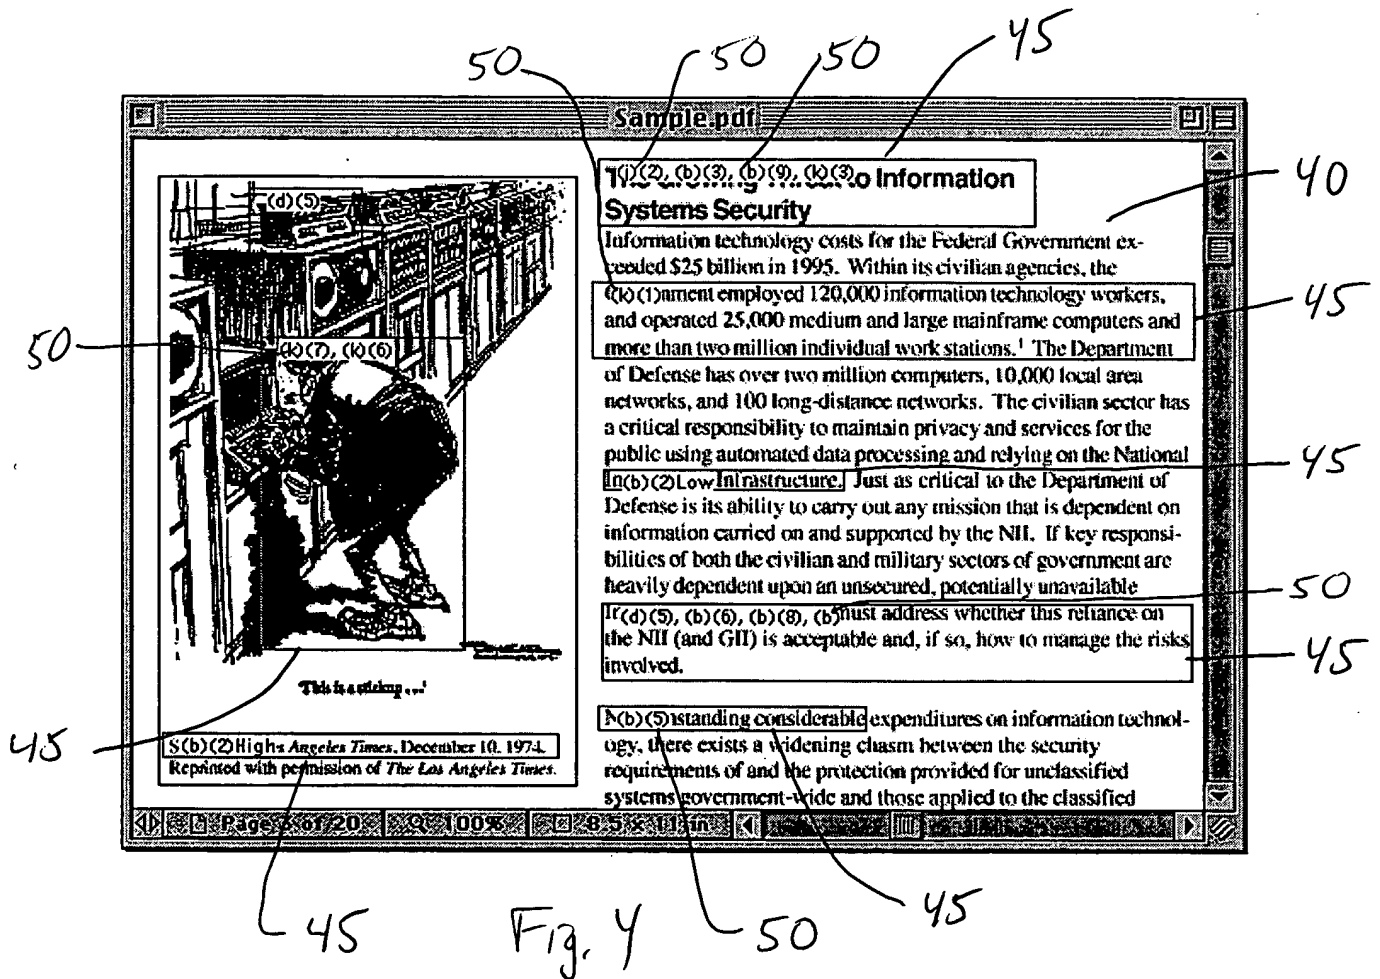 50 50 50 45
Sample.pdf
(d)(5)
50
(k)(7), (k)(6)
'This is a stickup . . .'
S(b)(2)Highs Angeles Times, December 10, 1974.
Reprinted with permission of The Los Angeles Times.
45
45
(j)(2), (b)(3), (b)(9), (k)(3) o Information
Systems Security
40
Information technology costs for the Federal Government ex-
ceeded $25 billion in 1995. Within its civilian agencies, the
(k)(1)nment employed 120,000 information technology workers,
and operated 25,000 medium and large mainframe computers and
more than two million individual work stations.¹ The Department
45
of Defense has over two million computers, 10,000 local area
networks, and 100 long-distance networks. The civilian sector has
a critical responsibility to maintain privacy and services for the
public using automated data processing and relying on the National
45
In(b)(2)Low Infrastructure. Just as critical to the Department of
Defense is its ability to carry out any mission that is dependent on
information carried on and supported by the NII. If key responsi-
bilities of both the civilian and military sectors of government are
heavily dependent upon an unsecured, potentially unavailable
50
(d)(5), (b)(6), (b)(8), (b) must address whether this reliance on
the NII (and GII) is acceptable and, if so, how to manage the risks
45
involved.
N(b)(5)nstanding considerable expenditures on information technol-
ogy, there exists a widening chasm between the security
requirements of and the protection provided for unclassified
systems government-wide and those applied to the classified
Page of 20 100% 8.5 x 11 in
45
Fig. 4
50
45